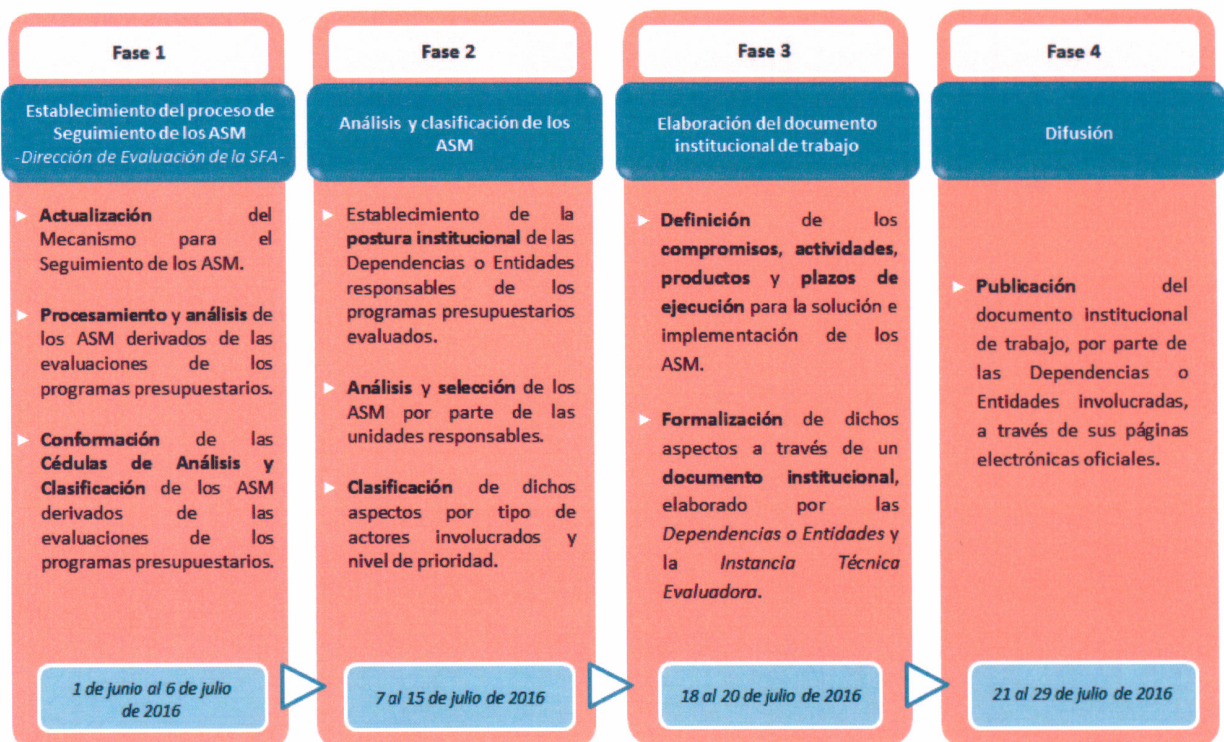 Fase 1
Establecimiento del proceso de
Seguimiento de los ASM
-Dirección de Evaluación de la SFA-
Actualización del
Mecanismo para el
Seguimiento de los ASM.
Procesamiento y análisis de
los ASM derivados de las
evaluaciones de los
programas presupuestarios.
Conformación de las
Cédulas de Análisis y
Clasificación de los ASM
derivados de las
evaluaciones de los
programas presupuestarios.
1 de junio al 6 de julio
de 2016
Fase 2
Análisis y clasificación de los
ASM
Establecimiento de la
postura institucional de las
Dependencias o Entidades
responsables de los
programas presupuestarios
evaluados.
Análisis y selección de los
ASM por parte de las
unidades responsables.
Clasificación de dichos
aspectos por tipo de
actores involucrados y
nivel de prioridad.
7 al 15 de julio de 2016
Fase 3
Elaboración del documento
institucional de trabajo
Definición de los
compromisos, actividades,
productos y plazos de
ejecución para la solución e
implementación de los
ASM.
Formalización de dichos
aspectos a través de un
documento institucional,
elaborado por las
Dependencias o Entidades y
la Instancia Técnica
Evaluadora.
18 al 20 de julio de 2016
Fase 4
Difusión
Publicación del
documento institucional
de trabajo, por parte de
las Dependencias o
Entidades involucradas,
a través de sus páginas
electrónicas oficiales.
21 al 29 de julio de 2016